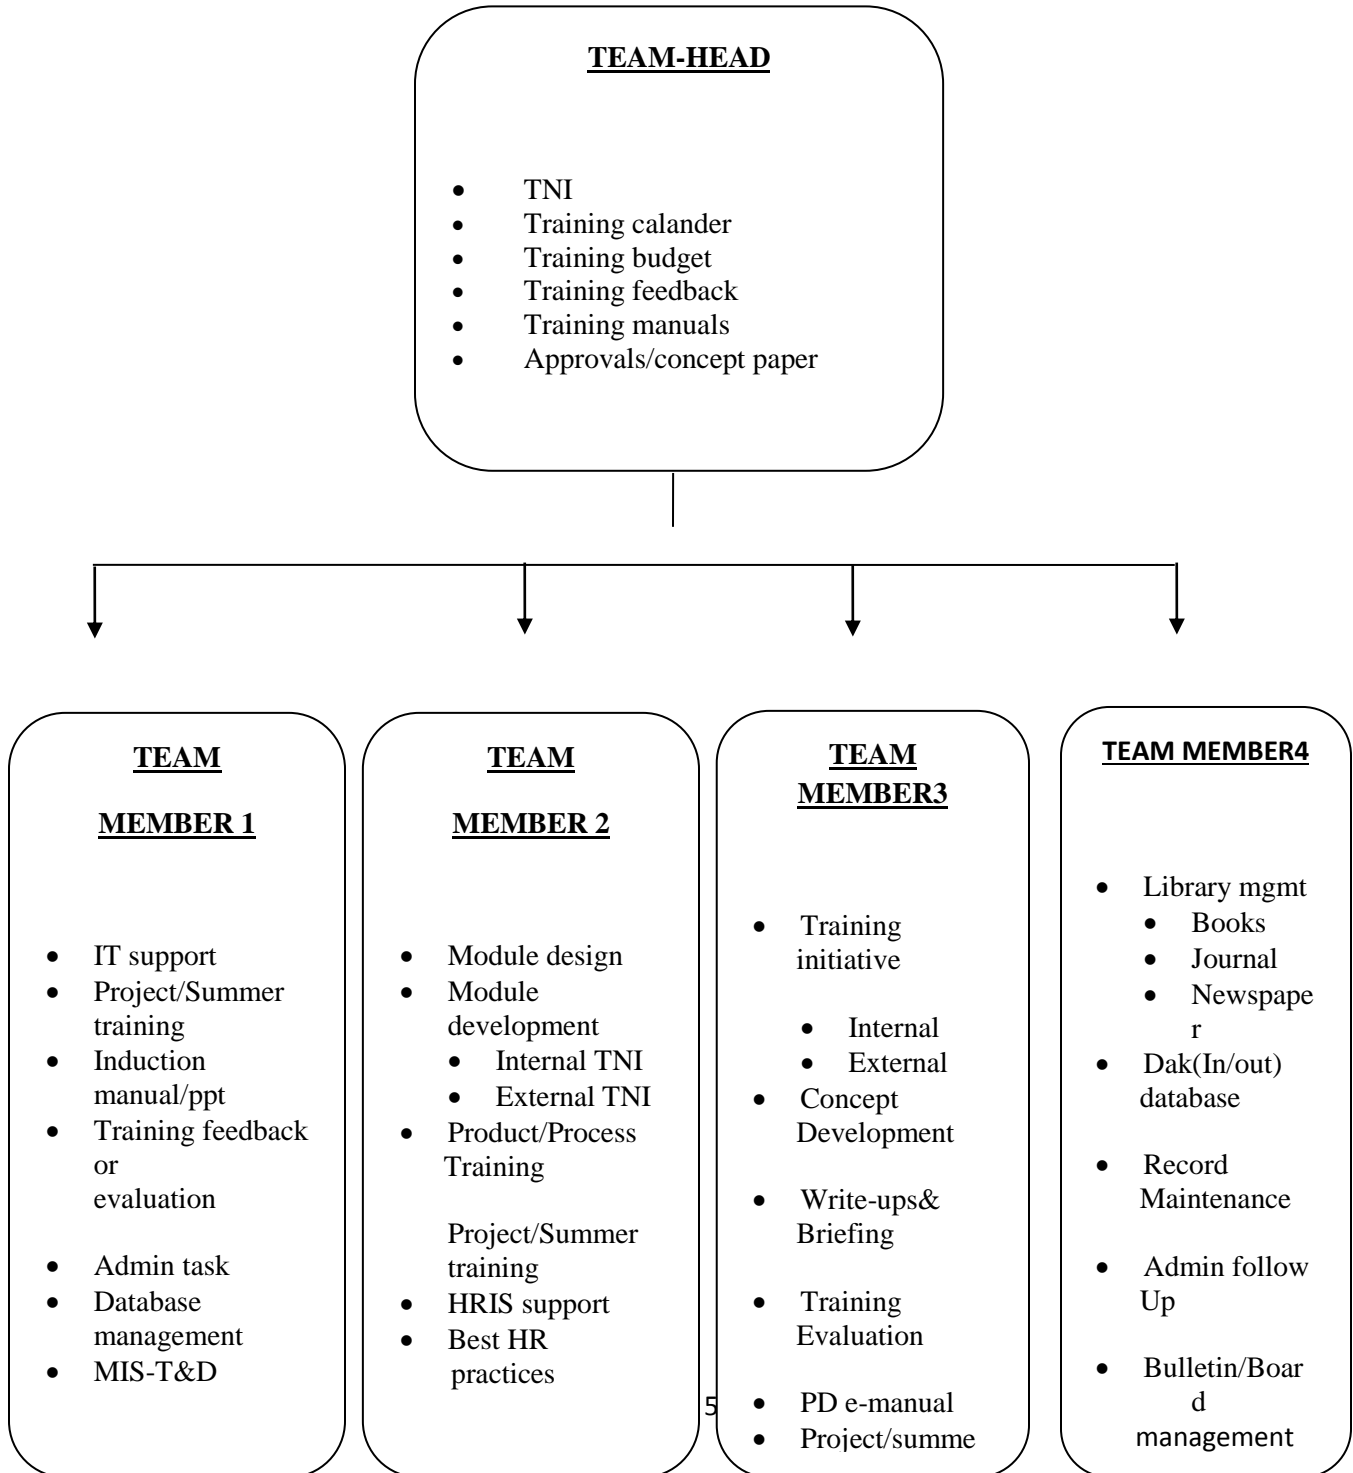 TEAM-HEAD
• TNI
• Training calander
• Training budget
• Training feedback
• Training manuals
• Approvals/concept paper
TEAM
MEMBER 1
• IT support
• Project/Summer
training
• Induction
manual/ppt
• Training feedback
or
evaluation
• Admin task
• Database
management
• MIS-T&D
TEAM
MEMBER 2
• Module design
• Module
development
• Internal TNI
• External TNI
• Product/Process
Training
Project/Summer
training
• HRIS support
• Best HR
practices
5
TEAM
MEMBER3
• Training
initiative
• Internal
• External
• Concept
Development
• Write-ups&
Briefing
• Training
Evaluation
• PD e-manual
• Project/summe
TEAM MEMBER4
• Library mgmt
• Books
• Journal
• Newspape
r
• Dak(In/out)
database
• Record
Maintenance
• Admin follow
Up
• Bulletin/Boar
d
management